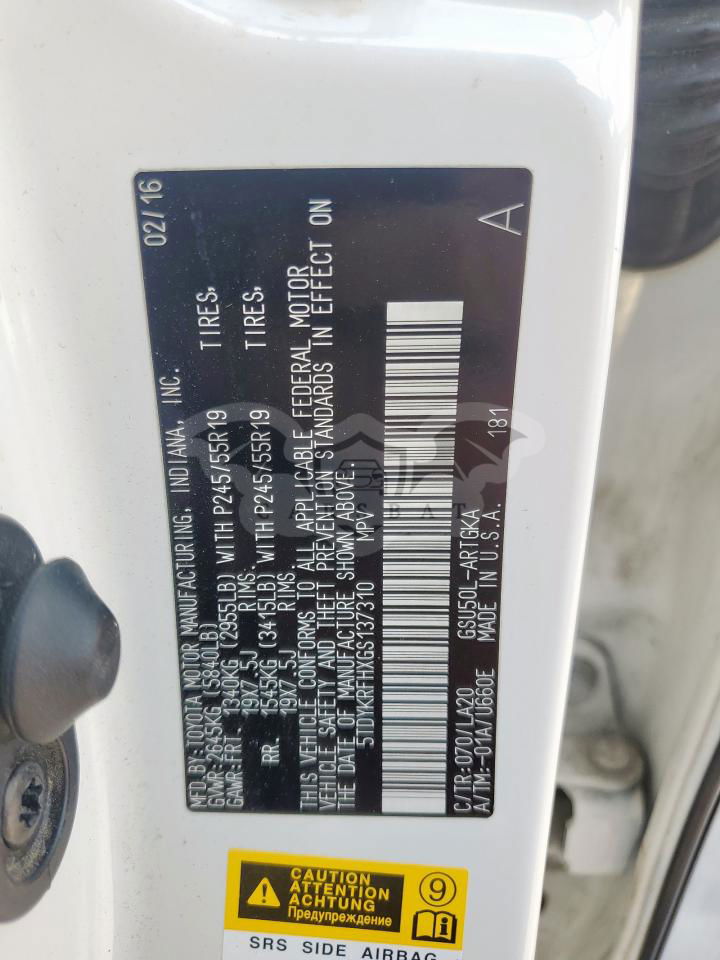 MFD.BY:TOYOTA MOTOR MANUFACTURING, INDIANA, INC. 02/16
GVWR:2645KG (5840LB)
GAWR:FRT. 1340KG (2955LB) WITH P245/55R19 TIRES,
19X7.5J RIMS.
RR. 1545KG (3415LB) WITH P245/55R19 TIRES,
19X7.5J RIMS.
THIS VEHICLE CONFORMS TO ALL APPLICABLE FEDERAL MOTOR
VEHICLE SAFETY AND THEFT PREVENTION STANDARDS IN EFFECT ON
THE DATE OF MANUFACTURE SHOWN ABOVE.
5TDYKRFHXGS137310 MPV
C/TR:070/LA20 GSU50L-ARTGKA 181
A/TM:-01A/U660E MADE IN U.S.A. A
CARSBAT
CAUTION
ATTENTION
ACHTUNG
Предупреждение
9
i
SRS SIDE AIRBAG